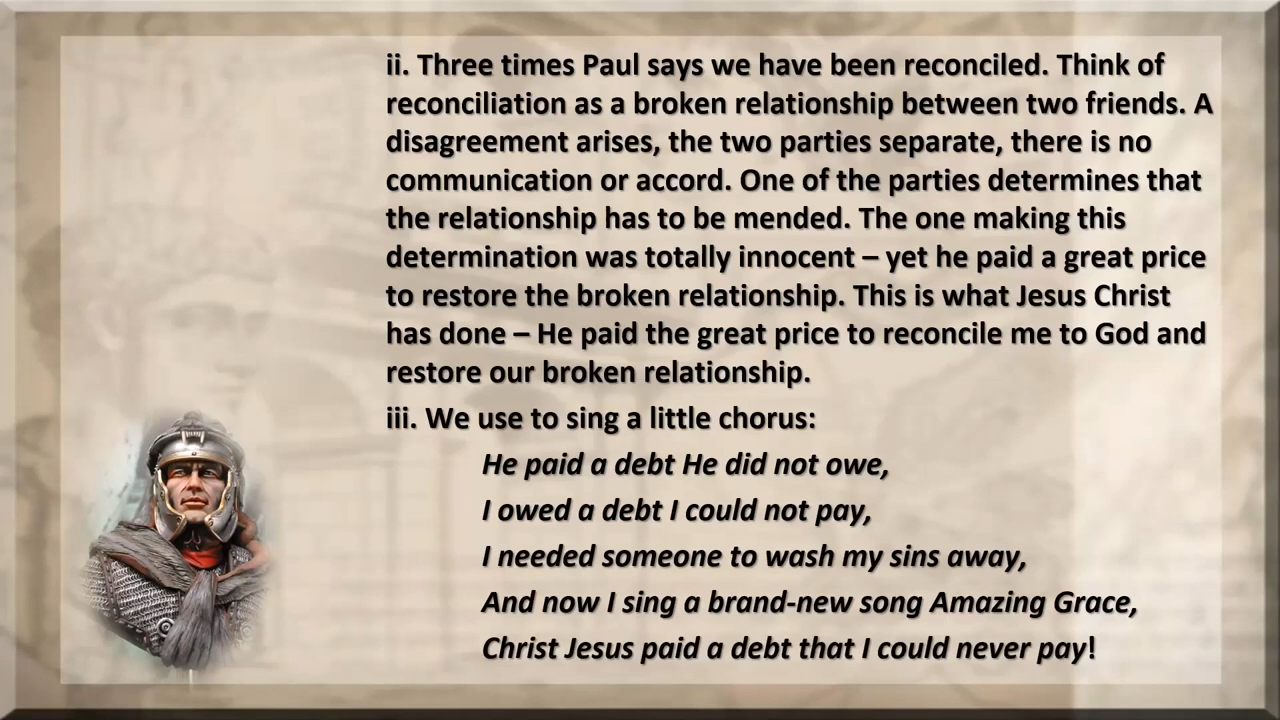 ii. Three times Paul says we have been reconciled. Think of
reconciliation as a broken relationship between two friends. A
disagreement arises, the two parties separate, there is no
communication or accord. One of the parties determines that
the relationship has to be mended. The one making this
determination was totally innocent – yet he paid a great price
to restore the broken relationship. This is what Jesus Christ
has done – He paid the great price to reconcile me to God and
restore our broken relationship.
iii. We use to sing a little chorus:
He paid a debt He did not owe,
I owed a debt I could not pay,
I needed someone to wash my sins away,
And now I sing a brand-new song Amazing Grace,
Christ Jesus paid a debt that I could never pay!